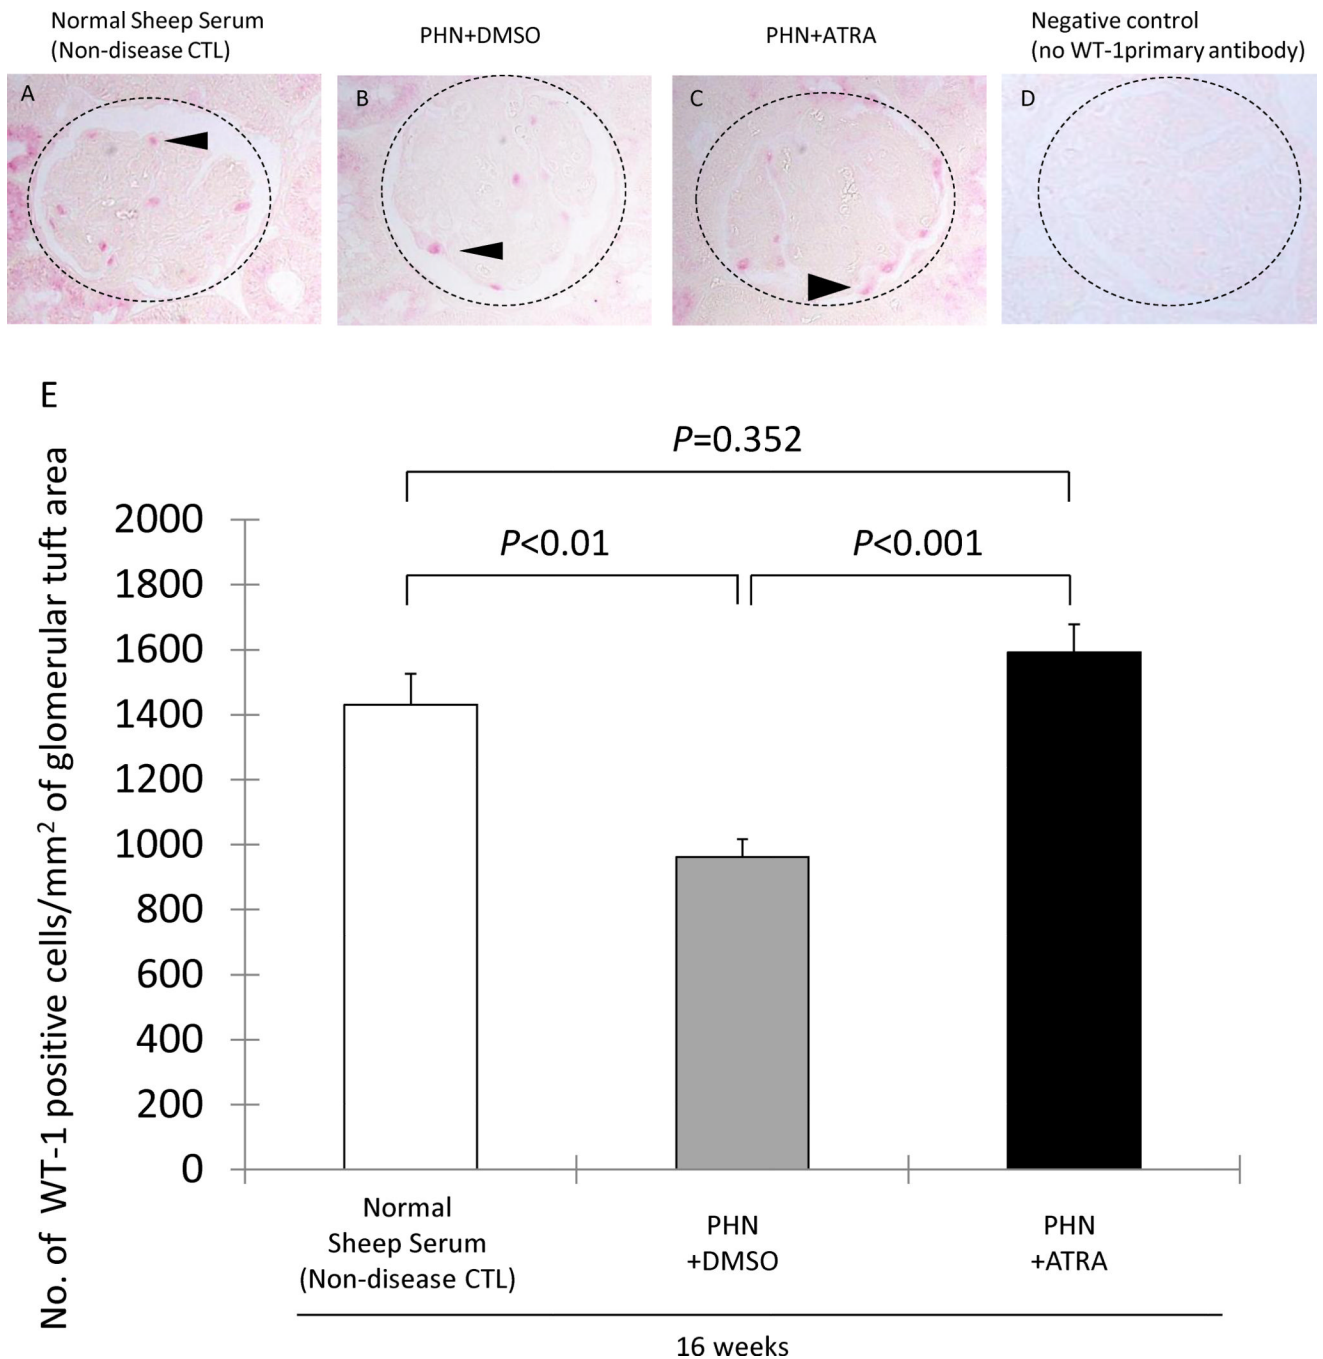 Normal Sheep Serum
(Non-disease CTL)
PHN+DMSO
PHN+ATRA
Negative control
(no WT-1primary antibody)
A
B
C
D
E
No. of WT-1 positive cells/mm² of glomerular tuft area
P=0.352
P<0.01
P<0.001
2000
1800
1600
1400
1200
1000
800
600
400
200
0
Normal
Sheep Serum
(Non-disease CTL)
PHN
+DMSO
PHN
+ATRA
16 weeks